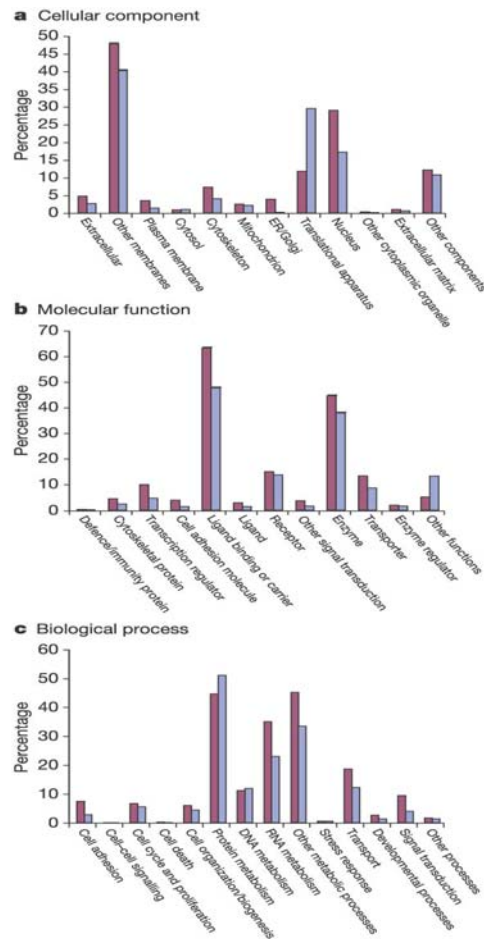 a Cellular component
Percentage
50
45
40
35
30
25
20
15
10
5
0
Extracellular
Other membranes
Plasma membrane
Cytosol
Cytoskeleton
Mitochondrion
ER/Golgi
Translational apparatus
Nucleus
Other cytoplasmic organelle
Extracellular matrix
Other components
b Molecular function
Percentage
70
60
50
40
30
20
10
0
Defence/immunity protein
Cytoskeletal protein
Transcription regulator
Cell adhesion molecule
Ligand binding or carrier
Ligand
Receptor
Other signal transduction
Enzyme
Transporter
Enzyme regulator
Other functions
c Biological process
Percentage
60
50
40
30
20
10
0
Cell adhesion
Cell–cell signalling
Cell cycle and proliferation
Cell death
Cell organization/biogenesis
Protein metabolism
DNA metabolism
RNA metabolism
Other metabolic processes
Stress response
Transport
Developmental processes
Signal transduction
Other processes